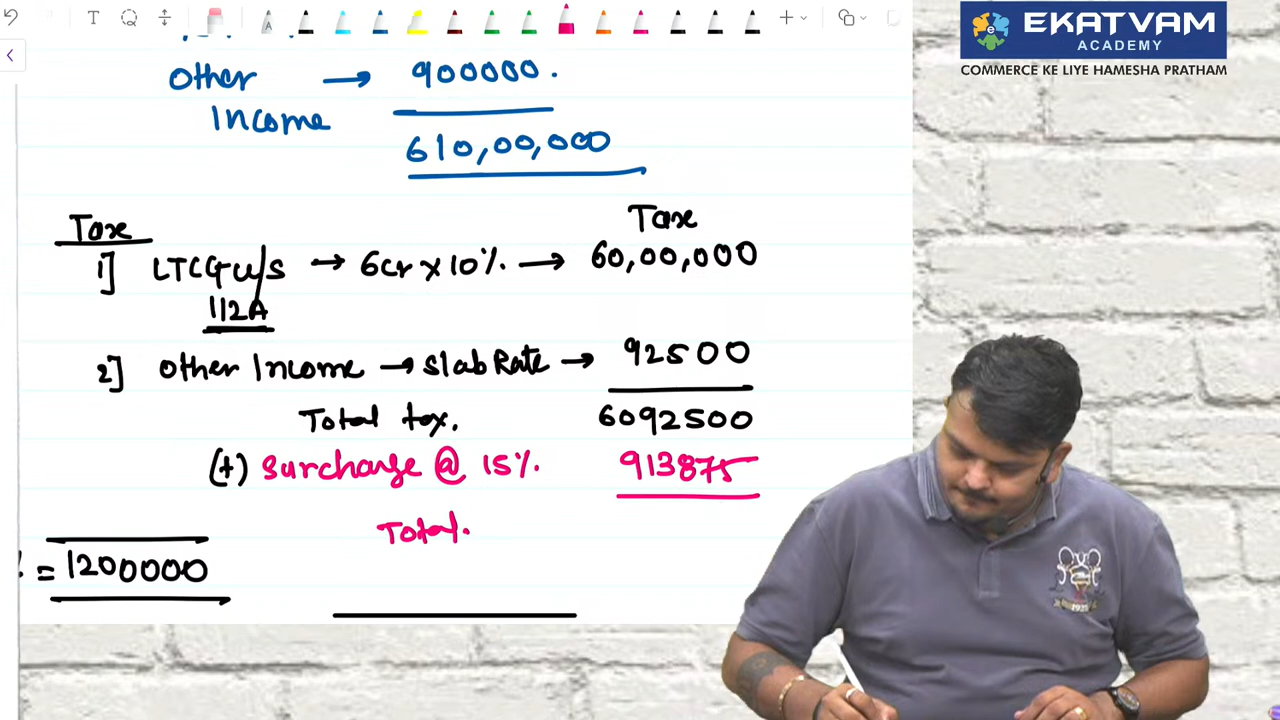 T
EKATVAM
ACADEMY
COMMERCE KE LIYE HAMESHA PRATHAM
Other → 900000.
Income
610,00,000
Tax
Tax
1] LTCG u/s → 6cr x 10%. → 60,00,000
112A
2] Other Income → Slab Rate → 92500
Total tax. 6092500
(+) Surcharge @ 15%. 913875
Total.
= 1200000
1921